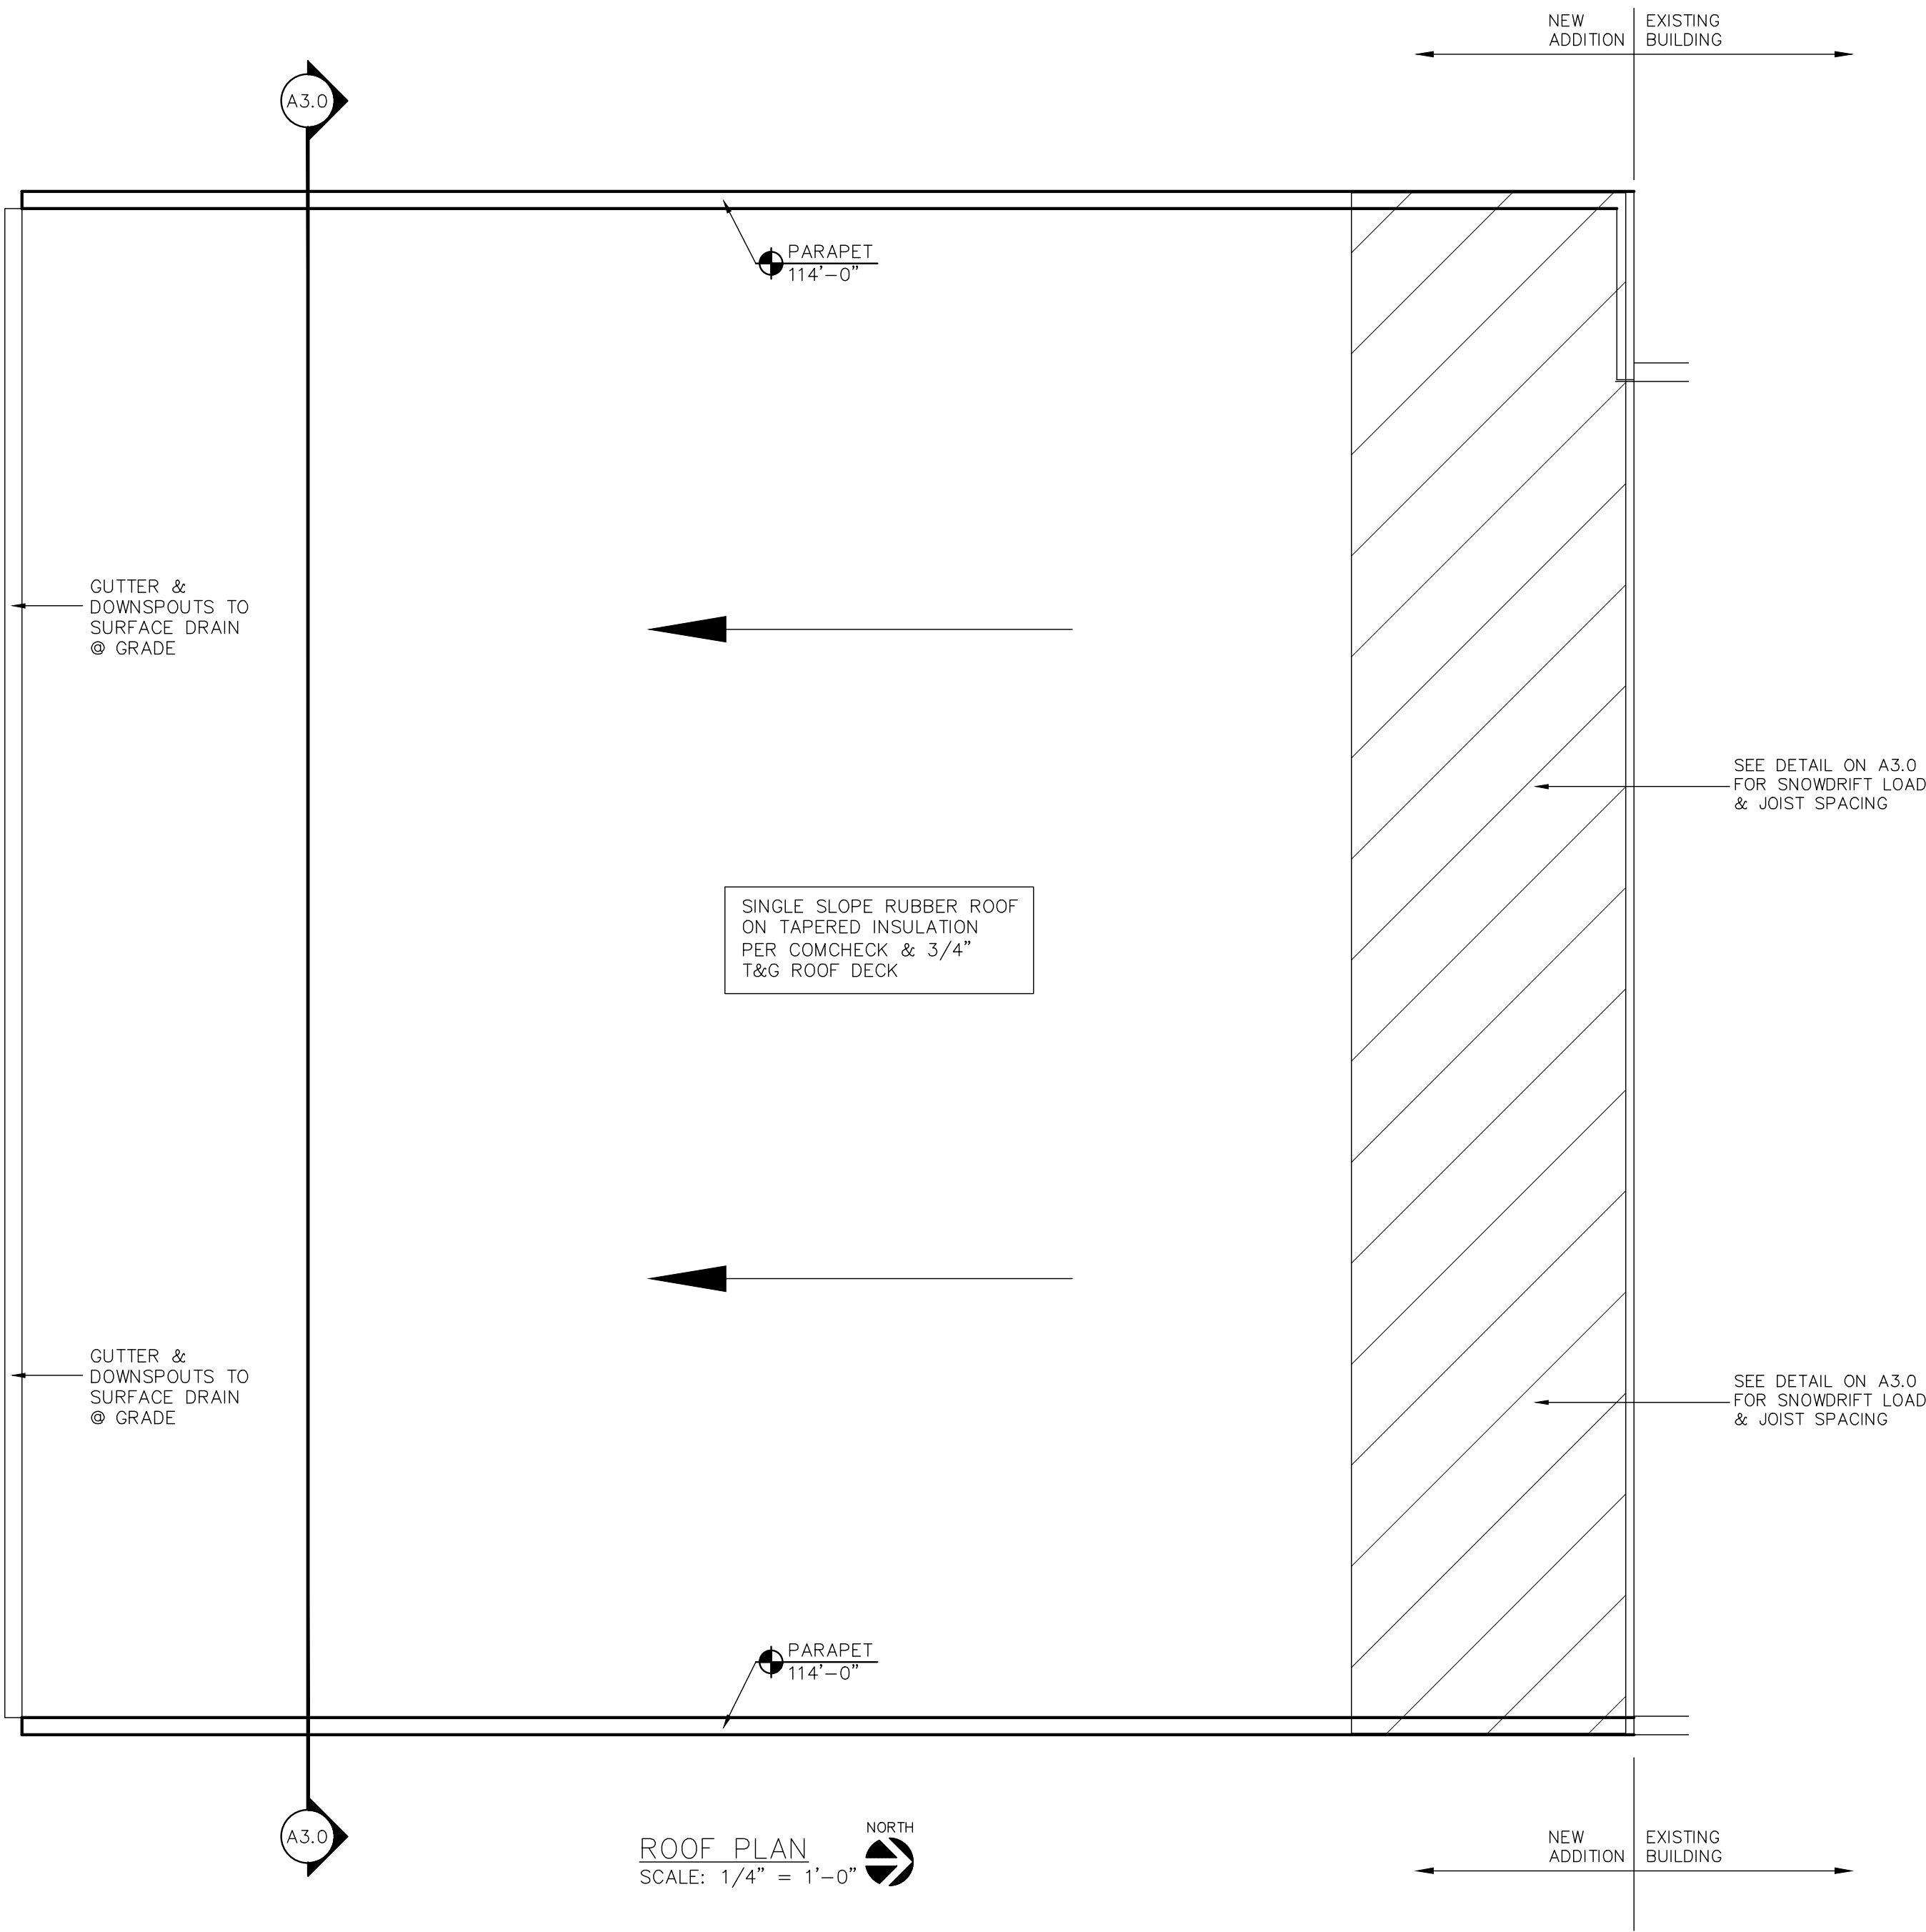 NEW
ADDITION
EXISTING
BUILDING
A3.0
PARAPET
114'-0"
GUTTER &
DOWNSPOUTS TO
SURFACE DRAIN
@ GRADE
SEE DETAIL ON A3.0
FOR SNOWDRIFT LOAD
& JOIST SPACING
SINGLE SLOPE RUBBER ROOF
ON TAPERED INSULATION
PER COMCHECK & 3/4"
T&G ROOF DECK
GUTTER &
DOWNSPOUTS TO
SURFACE DRAIN
@ GRADE
SEE DETAIL ON A3.0
FOR SNOWDRIFT LOAD
& JOIST SPACING
PARAPET
114'-0"
A3.0
ROOF PLAN
SCALE: 1/4" = 1'-0"
NORTH
NEW
ADDITION
EXISTING
BUILDING